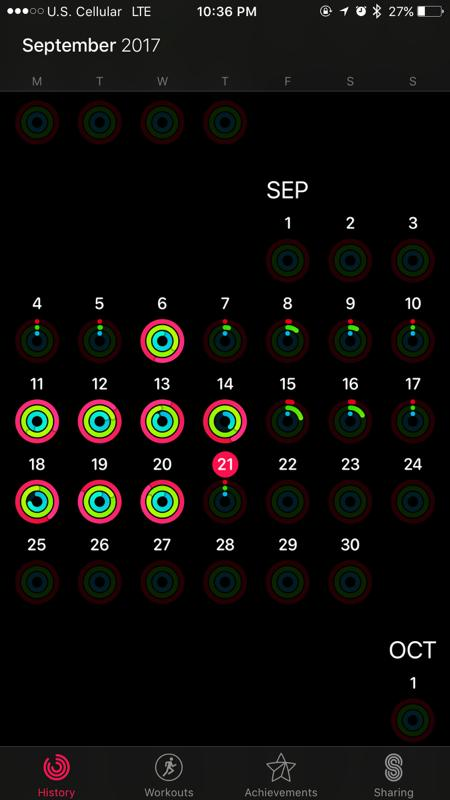 U.S. Cellular LTE 10:36 PM 27%
September 2017
M T W T F S S
SEP
1 2 3
4 5 6 7 8 9 10
11 12 13 14 15 16 17
18 19 20 21 22 23 24
25 26 27 28 29 30
OCT
1
History Workouts Achievements Sharing